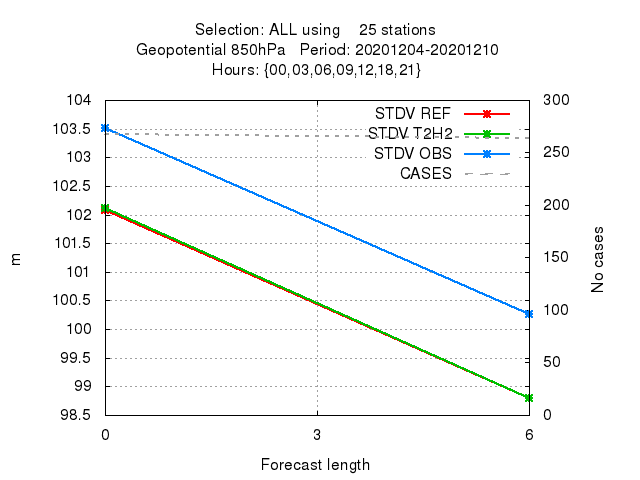 Selection: ALL using 25 stations
Geopotential 850hPa Period: 20201204-20201210
Hours: {00,03,06,09,12,18,21}
104
103.5
103
102.5
102
101.5
101
100.5
100
99.5
99
98.5
m
STDV REF
STDV T2H2
STDV OBS
CASES
300
250
200
150
100
50
0
No cases
0 3 6
Forecast length